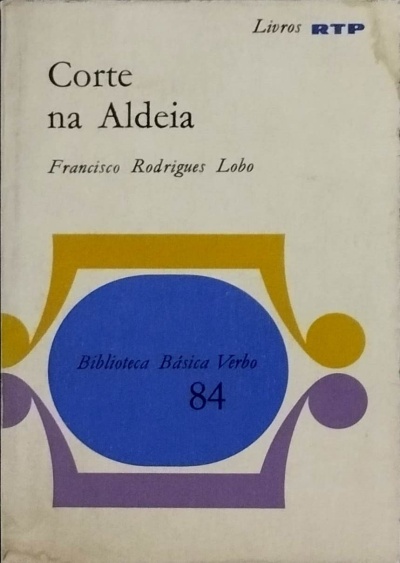 Livros RTP
Corte
na Aldeia
Francisco Rodrigues Lobo
Biblioteca Básica Verbo
84